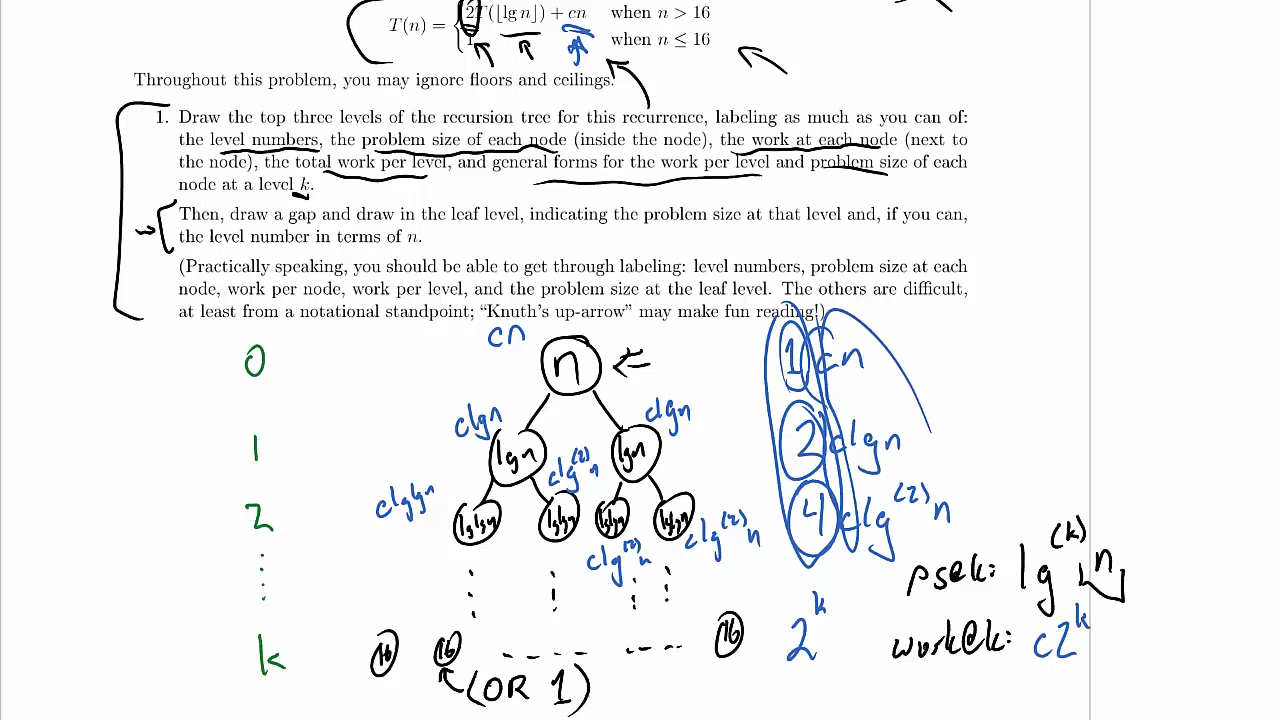 T(n) = { 2T(⌊lg n⌋) + cn when n > 16
1 when n ≤ 16
Throughout this problem, you may ignore floors and ceilings.
1. Draw the top three levels of the recursion tree for this recurrence, labeling as much as you can of:
the level numbers, the problem size of each node (inside the node), the work at each node (next to
the node), the total work per level, and general forms for the work per level and problem size of each
node at a level k.
Then, draw a gap and draw in the leaf level, indicating the problem size at that level and, if you can,
the level number in terms of n.
(Practically speaking, you should be able to get through labeling: level numbers, problem size at each
node, work per node, work per level, and the problem size at the leaf level. The others are difficult,
at least from a notational standpoint; “Knuth's up-arrow” may make fun reading!)
cn
0 n 1 cn
clgn clgn
1 lgn lgn 2 clgn
clg^(2) n
clglgn
2 lglgn lglgn lglgn lglgn 4 clg^(2) n
clg^(2) n clg^(2) n
ps@k: lg^(k) n
k 16 16 16 2^k work@k: c2^k
(OR 1)